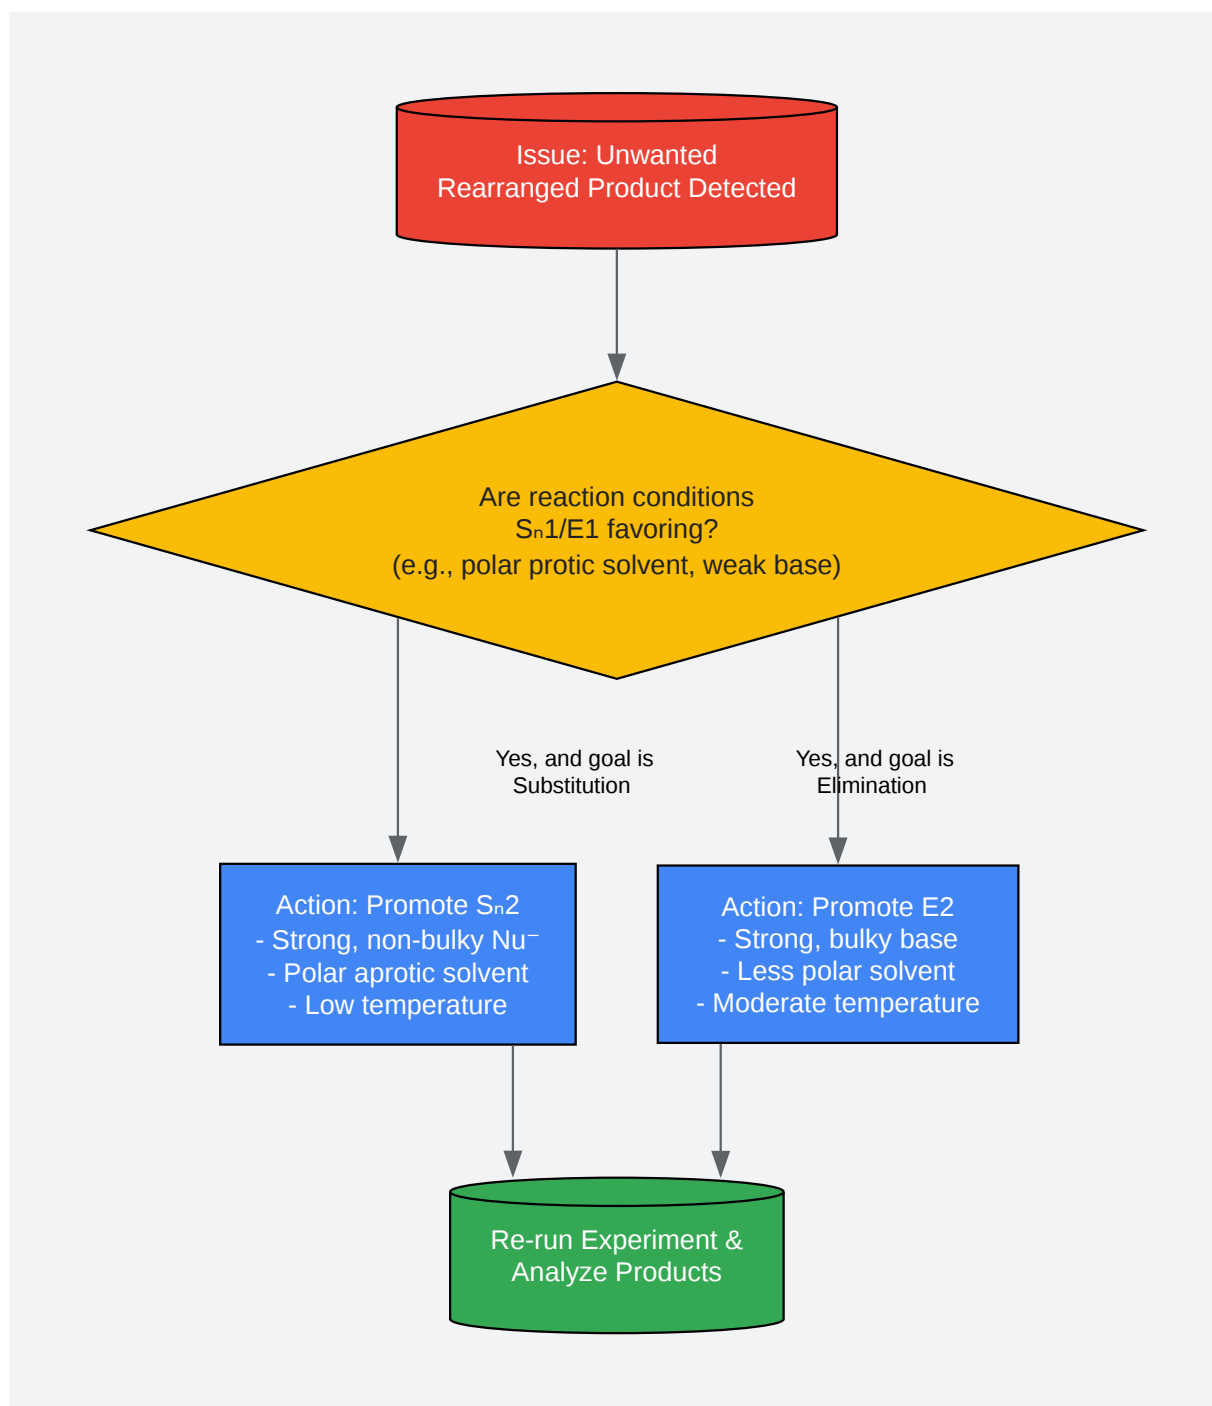 Issue: Unwanted
Rearranged Product Detected
Are reaction conditions
Sₙ1/E1 favoring?
(e.g., polar protic solvent, weak base)
Yes, and goal is
Substitution
Yes, and goal is
Elimination
Action: Promote Sₙ2
- Strong, non-bulky Nu⁻
- Polar aprotic solvent
- Low temperature
Action: Promote E2
- Strong, bulky base
- Less polar solvent
- Moderate temperature
Re-run Experiment &
Analyze Products